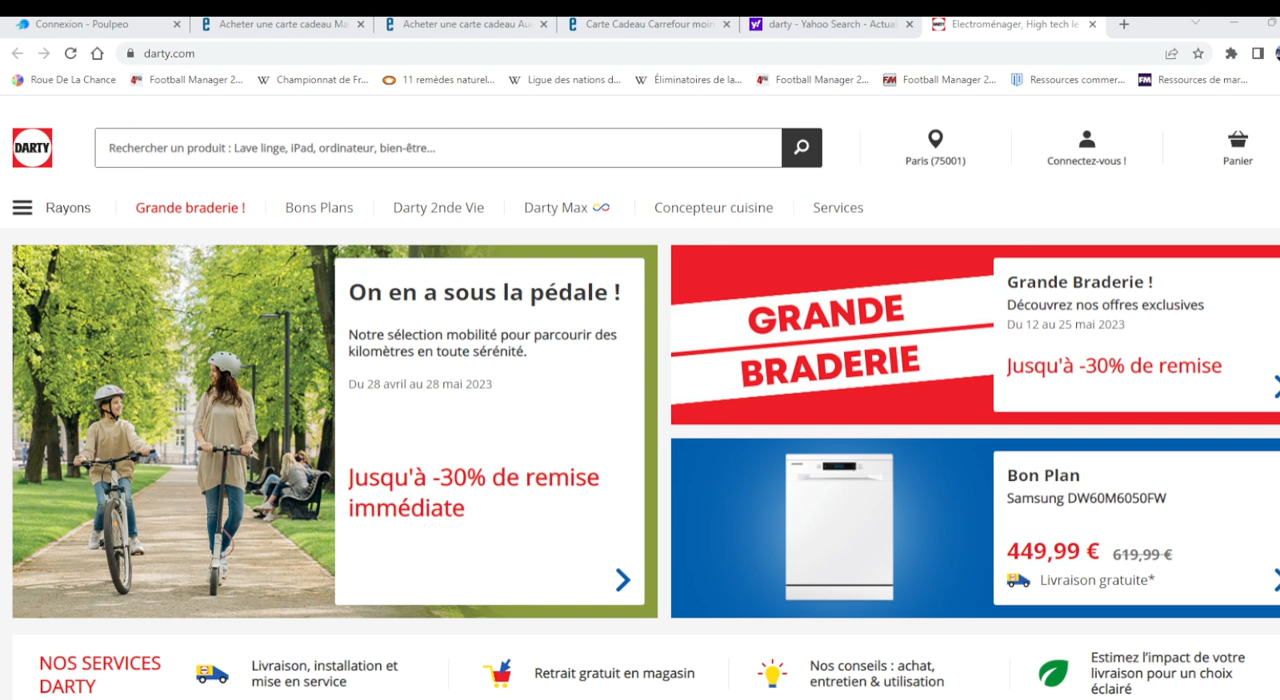 Connexion - Poulpeo
Acheter une carte cadeau Ma
Acheter une carte cadeau Au
Carte Cadeau Carrefour moin
darty - Yahoo Search - Actua
Electroménager, High tech le
darty.com
Roue De La Chance
Football Manager 2...
Championnat de Fr...
11 remèdes naturel...
Ligue des nations d...
Éliminatoires de la...
Football Manager 2...
Football Manager 2...
Ressources commer...
Ressources de mar...
DARTY
Rechercher un produit : Lave linge, iPad, ordinateur, bien-être...
Paris (75001)
Connectez-vous !
Panier
Rayons
Grande braderie !
Bons Plans
Darty 2nde Vie
Darty Max
Concepteur cuisine
Services
On en a sous la pédale !
Notre sélection mobilité pour parcourir des
kilomètres en toute sérénité.
Du 28 avril au 28 mai 2023
Jusqu'à -30% de remise
immédiate
GRANDE
BRADERIE
Grande Braderie !
Découvrez nos offres exclusives
Du 12 au 25 mai 2023
Jusqu'à -30% de remise
Bon Plan
Samsung DW60M6050FW
449,99 € 619,99 €
Livraison gratuite*
NOS SERVICES
DARTY
Livraison, installation et
mise en service
Retrait gratuit en magasin
Nos conseils : achat,
entretien & utilisation
Estimez l'impact de votre
livraison pour un choix
éclairé